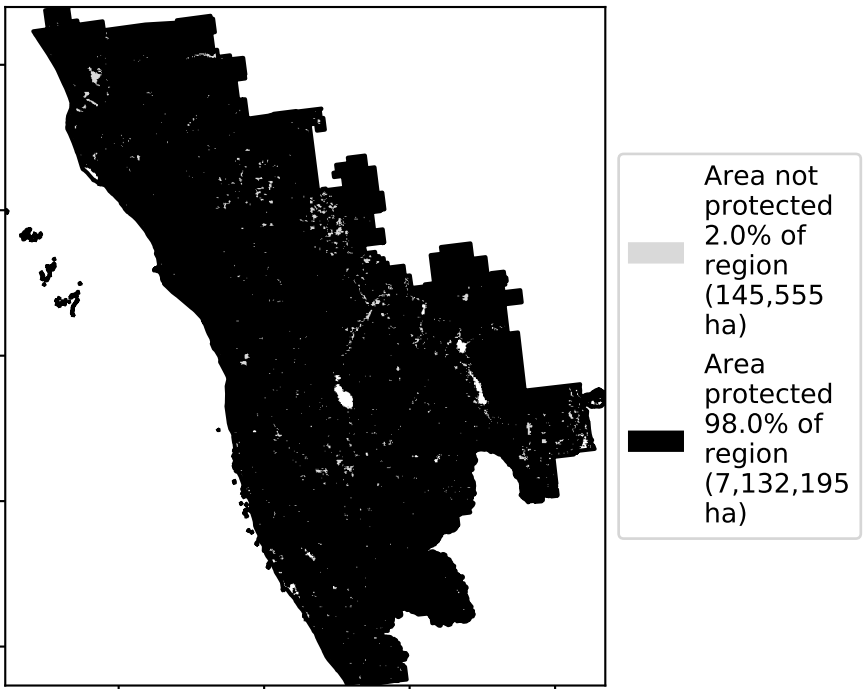 Area not
protected
2.0% of
region
(145,555
ha)
Area
protected
98.0% of
region
(7,132,195
ha)